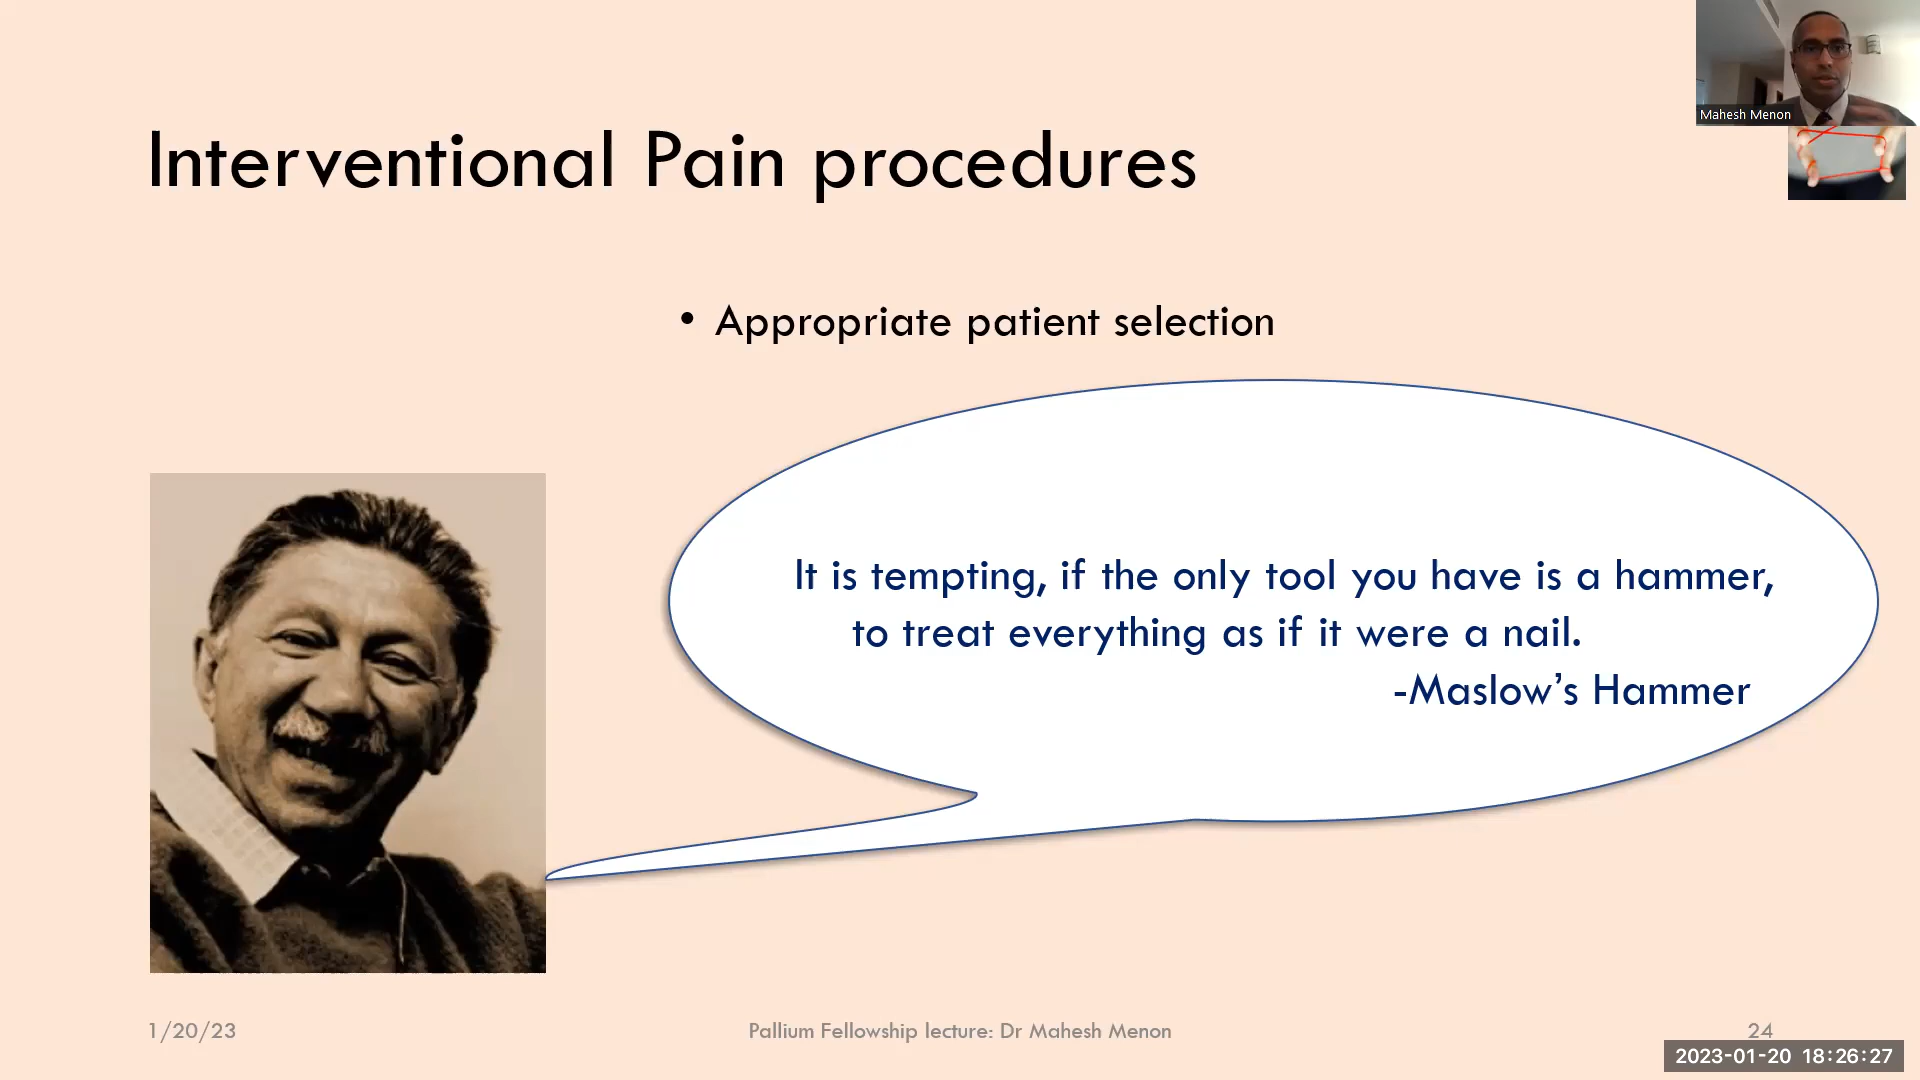 Mahesh Menon
Interventional Pain procedures
• Appropriate patient selection
It is tempting, if the only tool you have is a hammer,
to treat everything as if it were a nail.
-Maslow’s Hammer
1/20/23
Pallium Fellowship lecture: Dr Mahesh Menon
24
2023-01-20 18:26:27